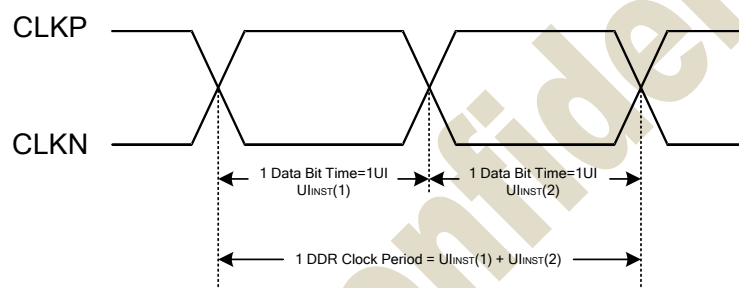 CLKP
CLKN
1 Data Bit Time=1UI
UIINST(1)
1 Data Bit Time=1UI
UIINST(2)
1 DDR Clock Period = UIINST(1) + UIINST(2)